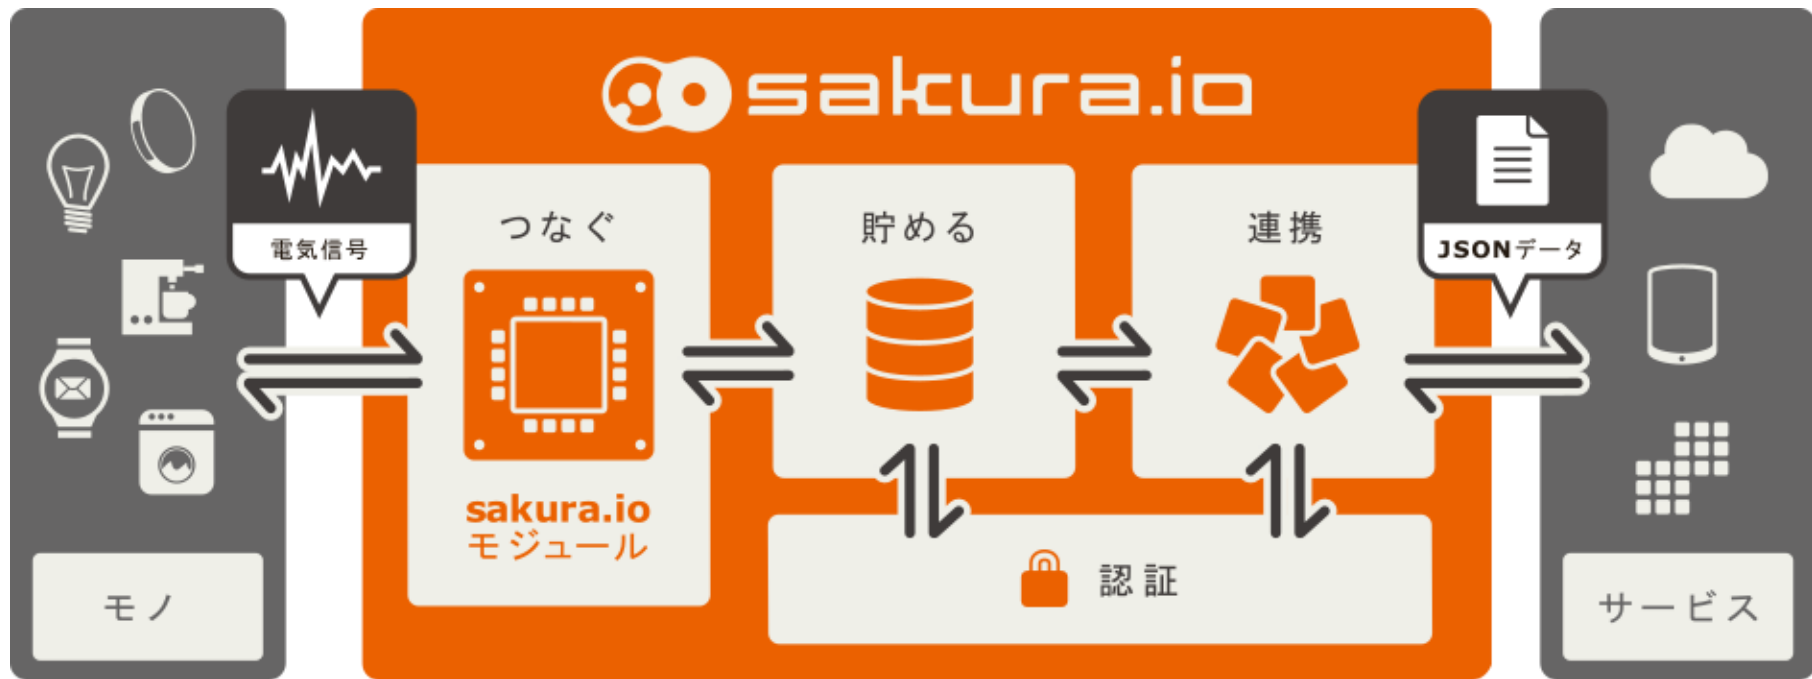 sakura.io
電気信号
つなぐ
sakura.io
モジュール
貯める
連携
JSONデータ
認証
モノ
サービス